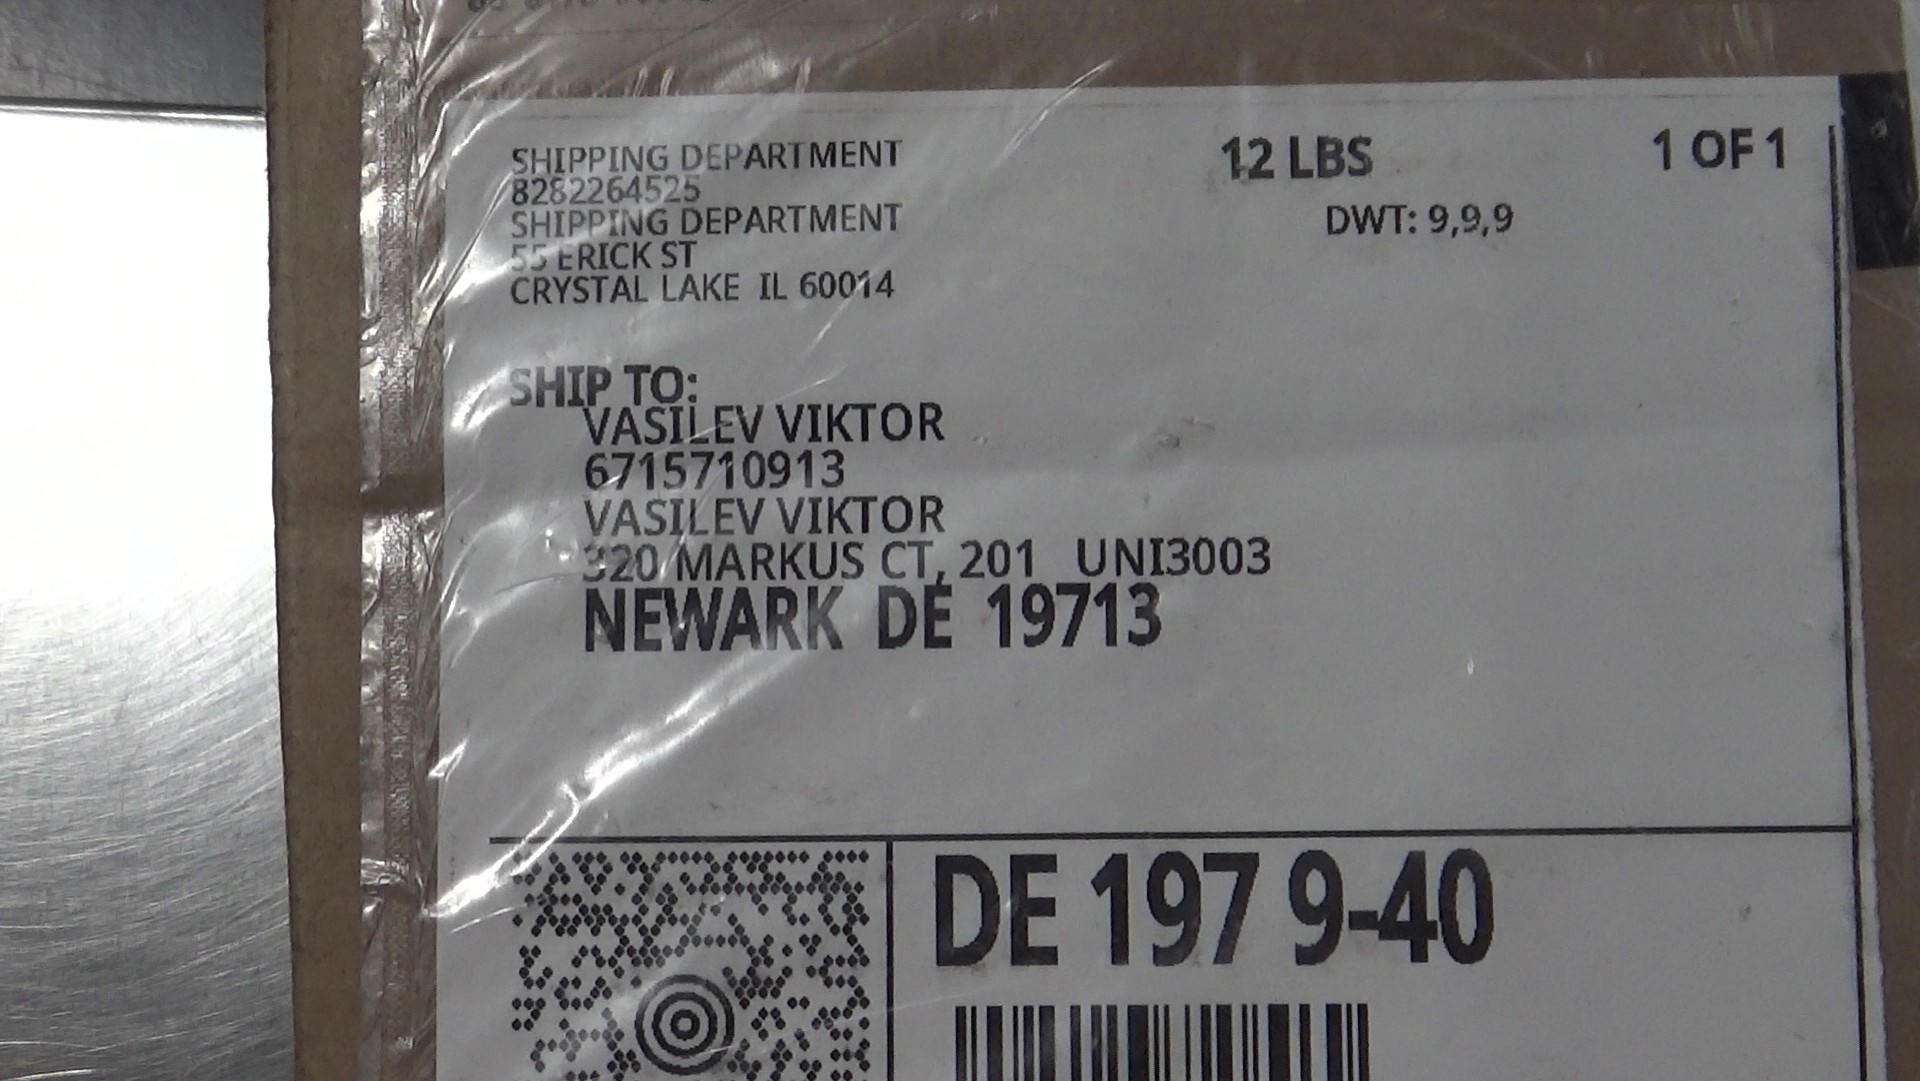 SHIPPING DEPARTMENT
8282264525
SHIPPING DEPARTMENT
55 ERICK ST
CRYSTAL LAKE IL 60014
12 LBS
1 OF 1
DWT: 9,9,9
SHIP TO:
VASILEV VIKTOR
6715710913
VASILEV VIKTOR
320 MARKUS CT, 201 UNI3003
NEWARK DE 19713
DE 197 9-40